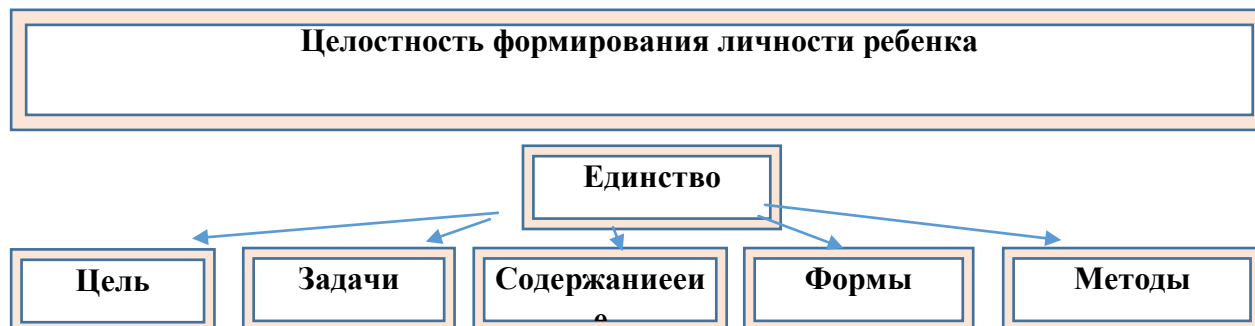 Целостность формирования личности ребенка
Единство
Цель
Задачи
Содержаниееи
Формы
Методы